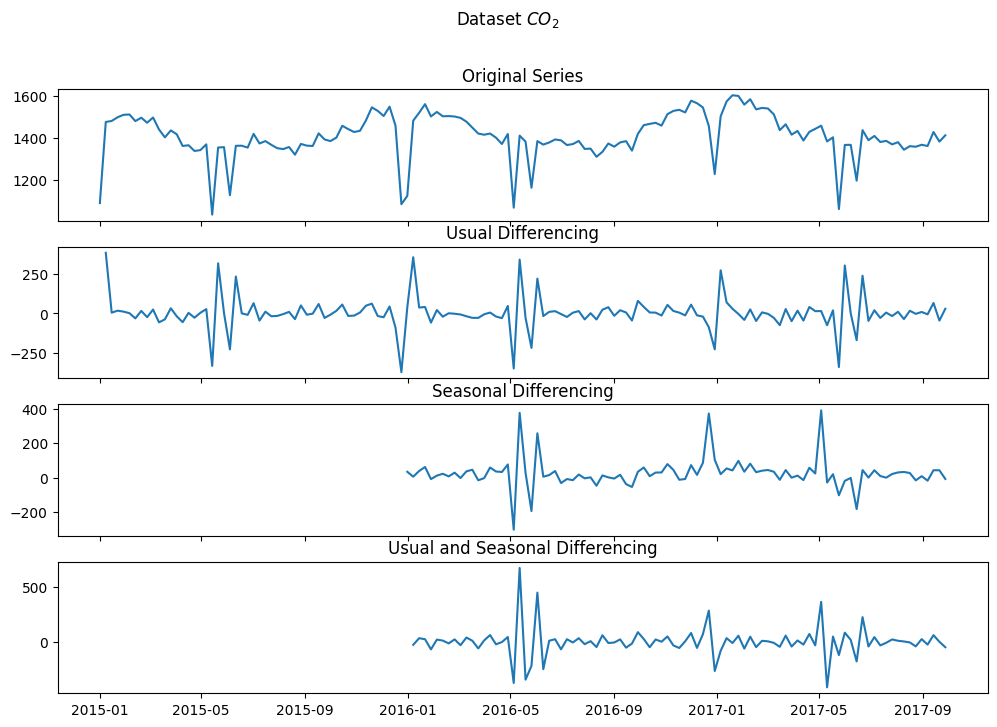 Dataset CO₂
Original Series
1600
1400
1200
Usual Differencing
250
0
−250
Seasonal Differencing
400
200
0
−200
Usual and Seasonal Differencing
500
0
2015-01 2015-05 2015-09 2016-01 2016-05 2016-09 2017-01 2017-05 2017-09